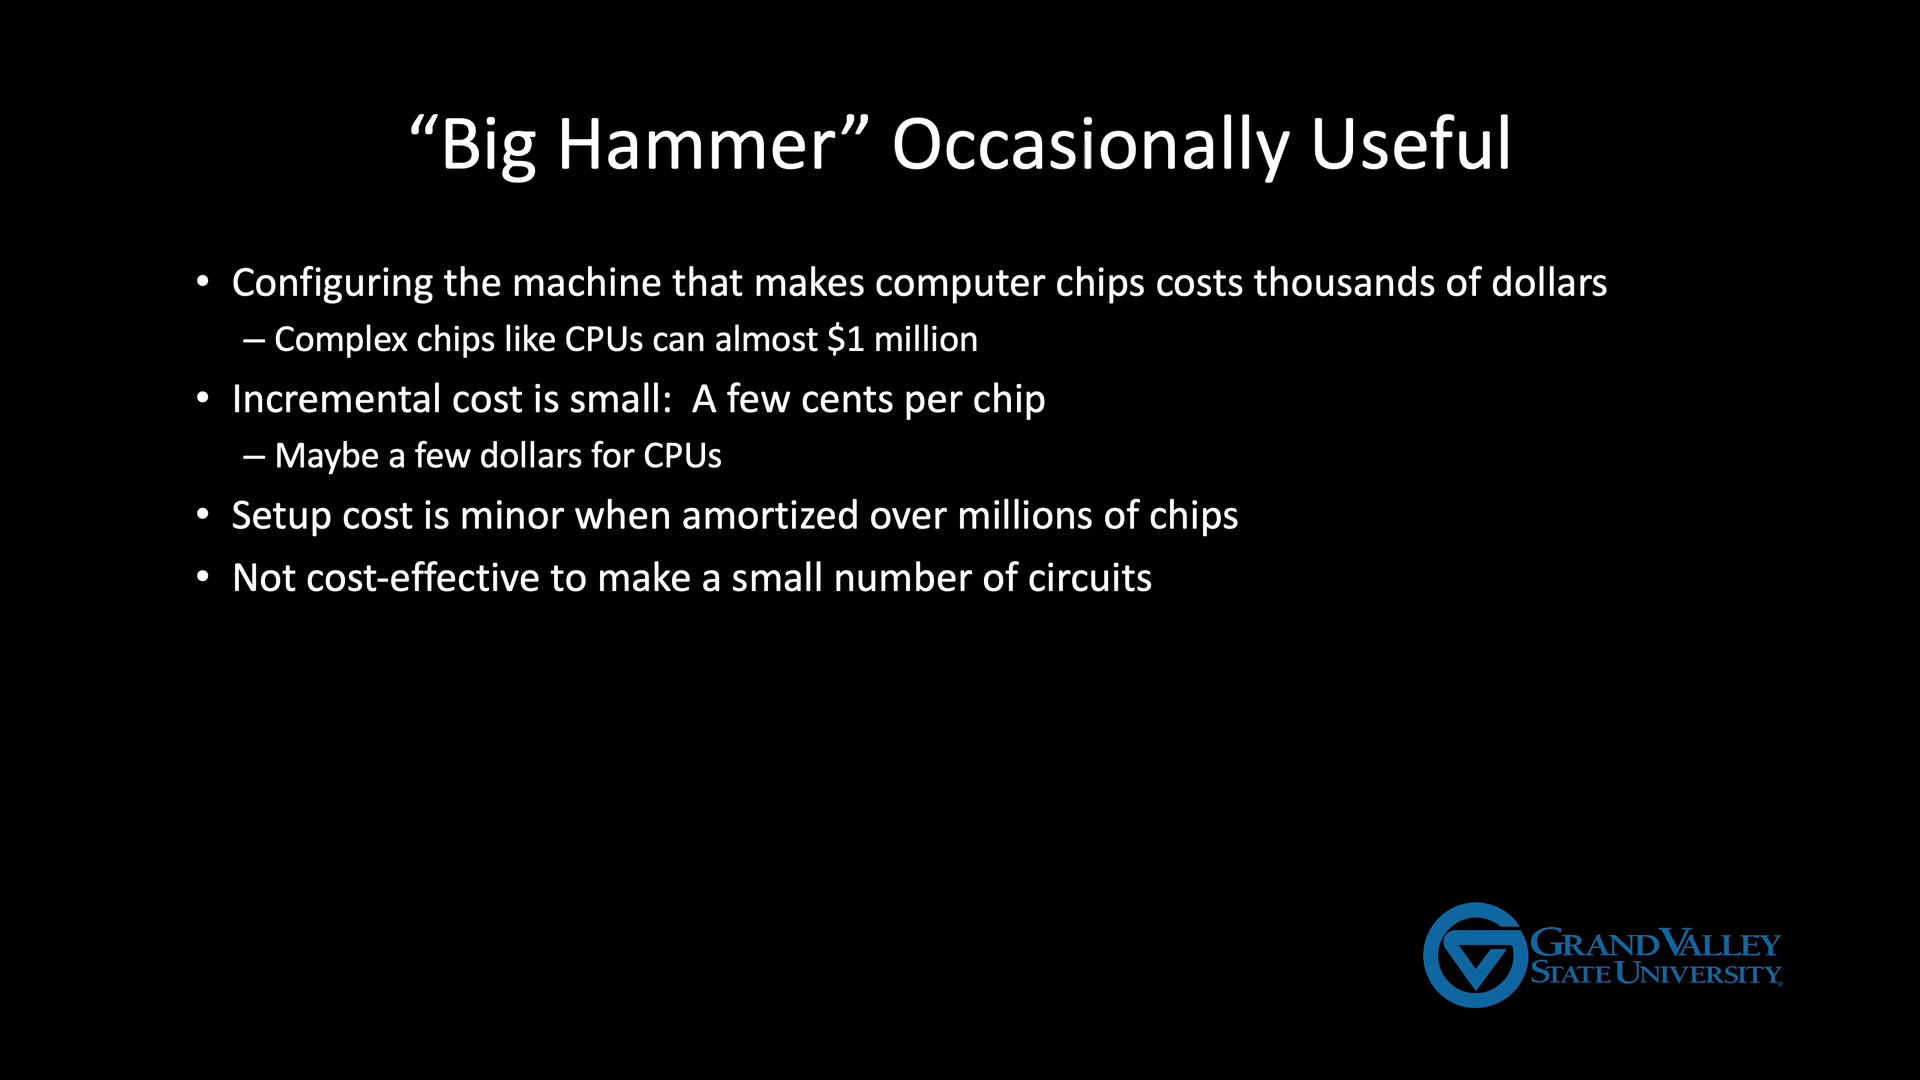 “Big Hammer” Occasionally Useful
• Configuring the machine that makes computer chips costs thousands of dollars
– Complex chips like CPUs can almost $1 million
• Incremental cost is small:  A few cents per chip
– Maybe a few dollars for CPUs
• Setup cost is minor when amortized over millions of chips
• Not cost-effective to make a small number of circuits
GRAND VALLEY
STATE UNIVERSITY®